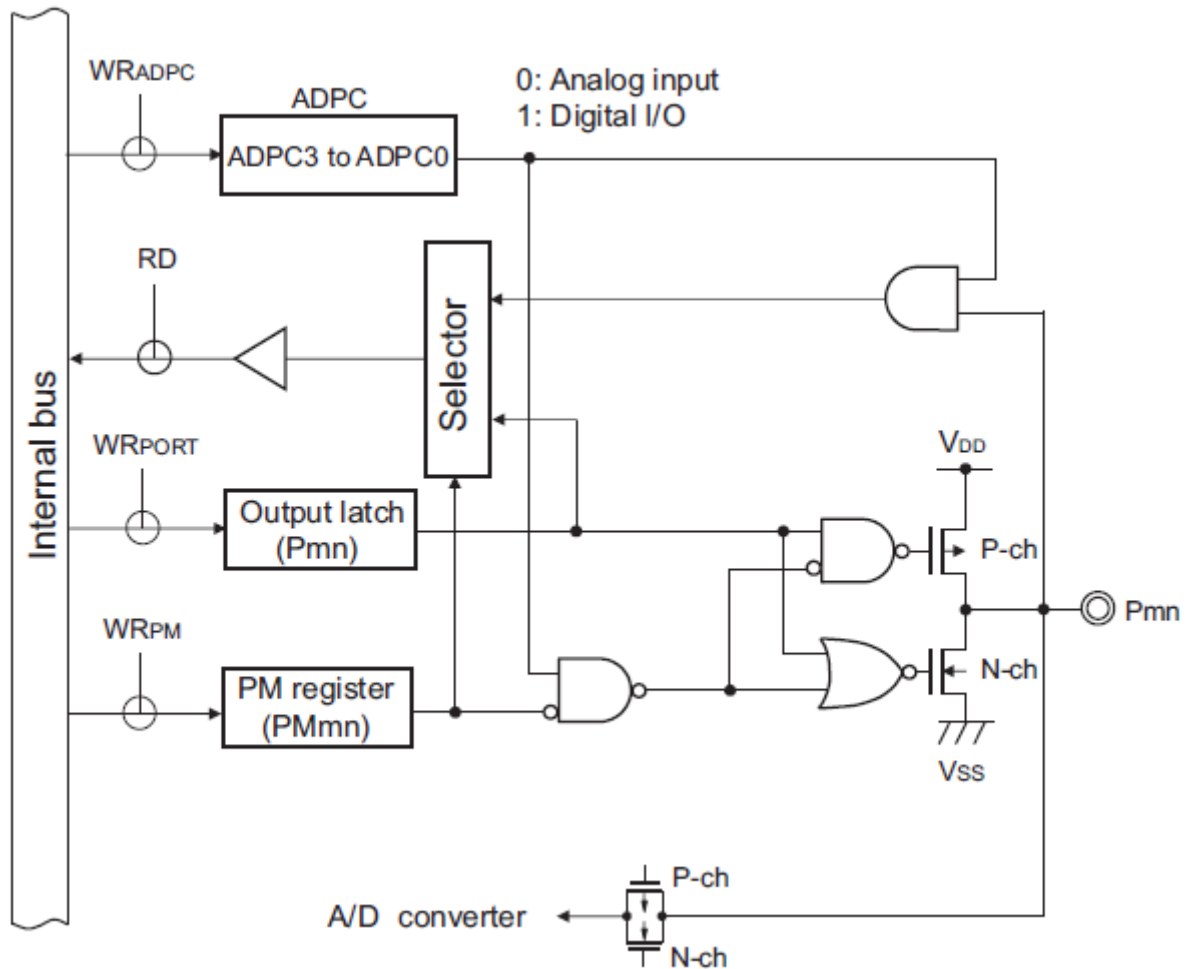 WRADPC
ADPC
ADPC3 to ADPC0
0: Analog input
1: Digital I/O
RD
Selector
Internal bus
WRPORT
Output latch
(Pmn)
VDD
P-ch
Pmn
N-ch
VSS
WRPM
PM register
(PMmn)
P-ch
A/D converter
N-ch